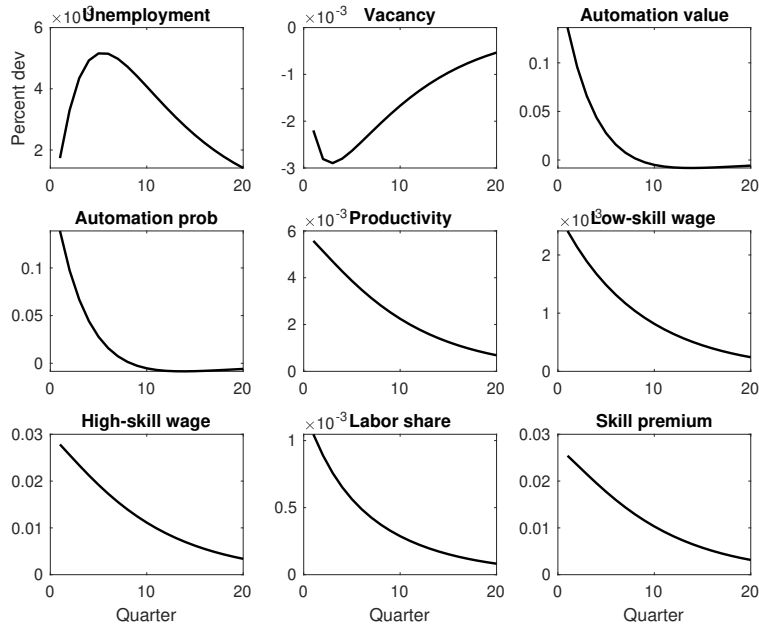 ×10⁻³ Unemployment
Percent dev
6
4
2
0 10 20
×10⁻³ Vacancy
0
-1
-2
-3
0 10 20
Automation value
0.1
0.05
0
0 10 20
Automation prob
0.1
0.05
0
0 10 20
×10⁻³ Productivity
6
4
2
0
0 10 20
×10⁻³ Low-skill wage
2
1
0
0 10 20
High-skill wage
0.03
0.02
0.01
0
0 10 20
Quarter
×10⁻³ Labor share
1
0.5
0
0 10 20
Quarter
Skill premium
0.03
0.02
0.01
0
0 10 20
Quarter